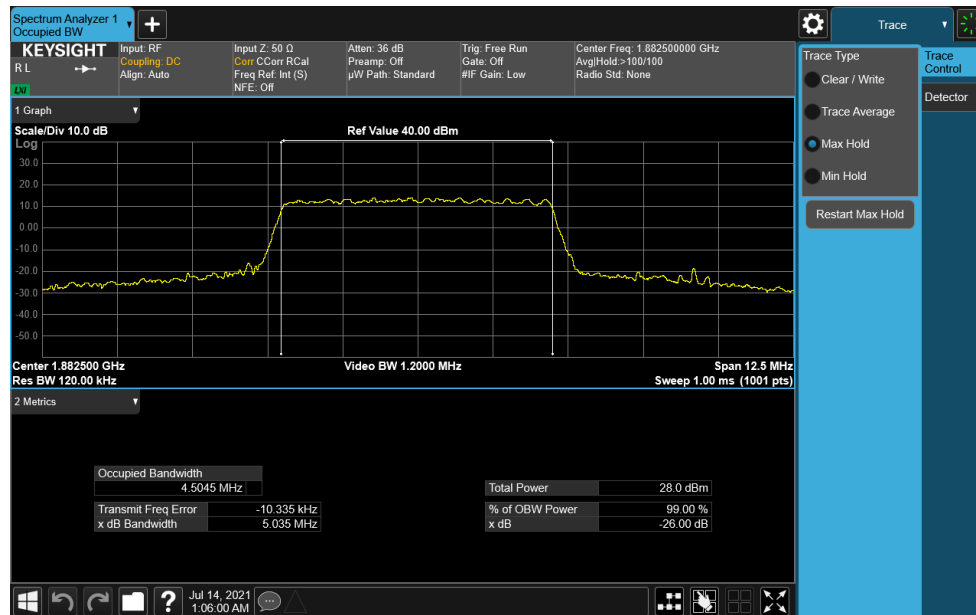 Spectrum Analyzer 1
Occupied BW
Trace
KEYSIGHT
R L
LXI
Input: RF
Coupling: DC
Align: Auto
Input Z: 50 Ω
Corr CCorr RCal
Freq Ref: Int (S)
NFE: Off
Atten: 36 dB
Preamp: Off
µW Path: Standard
Trig: Free Run
Gate: Off
#IF Gain: Low
Center Freq: 1.882500000 GHz
Avg|Hold:>100/100
Radio Std: None
Trace Type
Clear / Write
Trace Average
Max Hold
Min Hold
Restart Max Hold
Trace
Control
Detector
1 Graph
Scale/Div 10.0 dB
Ref Value 40.00 dBm
Log
30.0
20.0
10.0
0.00
-10.0
-20.0
-30.0
-40.0
-50.0
Center 1.882500 GHz
Video BW 1.2000 MHz
Span 12.5 MHz
Res BW 120.00 kHz
Sweep 1.00 ms (1001 pts)
2 Metrics
Occupied Bandwidth
4.5045 MHz
Total Power 28.0 dBm
Transmit Freq Error -10.335 kHz
% of OBW Power 99.00 %
x dB Bandwidth 5.035 MHz
x dB -26.00 dB
?
Jul 14, 2021
1:06:00 AM